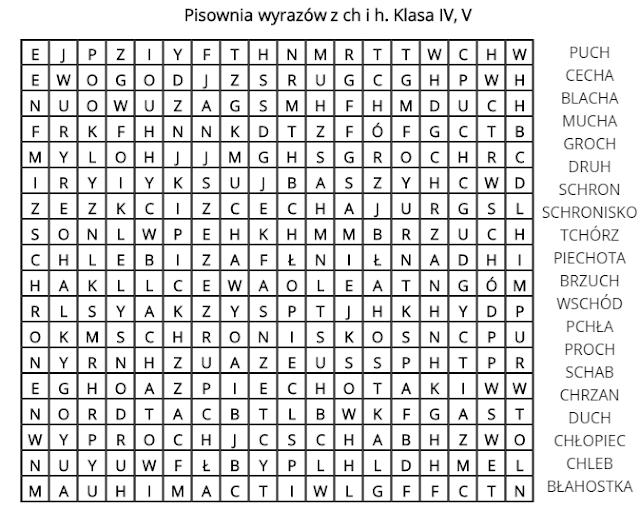 Pisownia wyrazów z ch i h. Klasa IV, V
E J P Z I Y F T H N M R T T W C H W
E W O G O D J Z S R U G C G H P W H
N U O W U Z A G S M H F H M D U C H
F R K F H N N K D T Z F Ó F G C T B
M Y L O H J J M G H S G R O C H R C
I R Y I Y K S U J B A S Z Y H C W D
Z E Z K C I Z C E C H A J U R G S L
S O N L W P E H K H M M B R Z U C H
C H L E B I Z A F Ł N I Ł N A D H I
H A K L L C E W A O L E A T N G Ó M
R L S Y A K Z Y S P T J H K H Y D P
O K M S C H R O N I S K O S N C P U
N Y R N H Z U A Z E U S S P H T P R
E G H O A Z P I E C H O T A K I W W
N O R D T A C B T L B W K F G A S T
W Y P R O C H J C S C H A B H Z W O
N U Y U W F Ł B Y P L H L D H M E L
M A U H I M A C T I W L G F F C T N
PUCH
CECHA
BLACHA
MUCHA
GROCH
DRUH
SCHRON
SCHRONISKO
TCHÓRZ
PIECHOTA
BRZUCH
WSCHÓD
PCHŁA
PROCH
SCHAB
CHRZAN
DUCH
CHŁOPIEC
CHLEB
BŁAHOSTKA